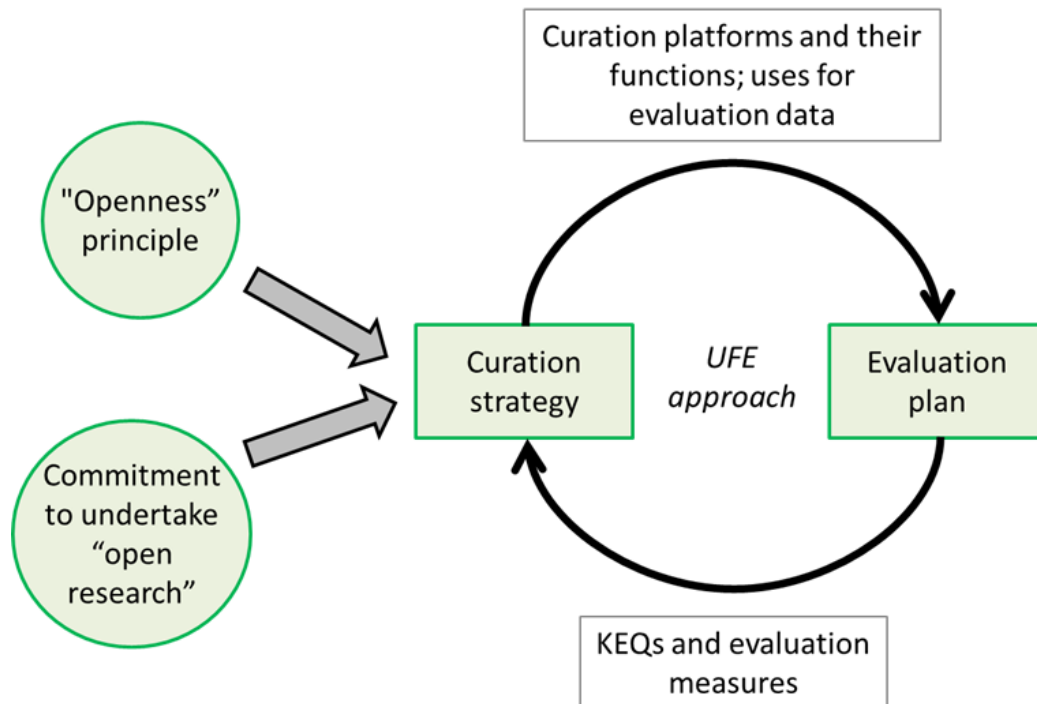 Curation platforms and their
functions; uses for
evaluation data
"Openness”
principle
Curation
strategy
UFE
approach
Evaluation
plan
Commitment
to undertake
“open
research”
KEQs and evaluation
measures